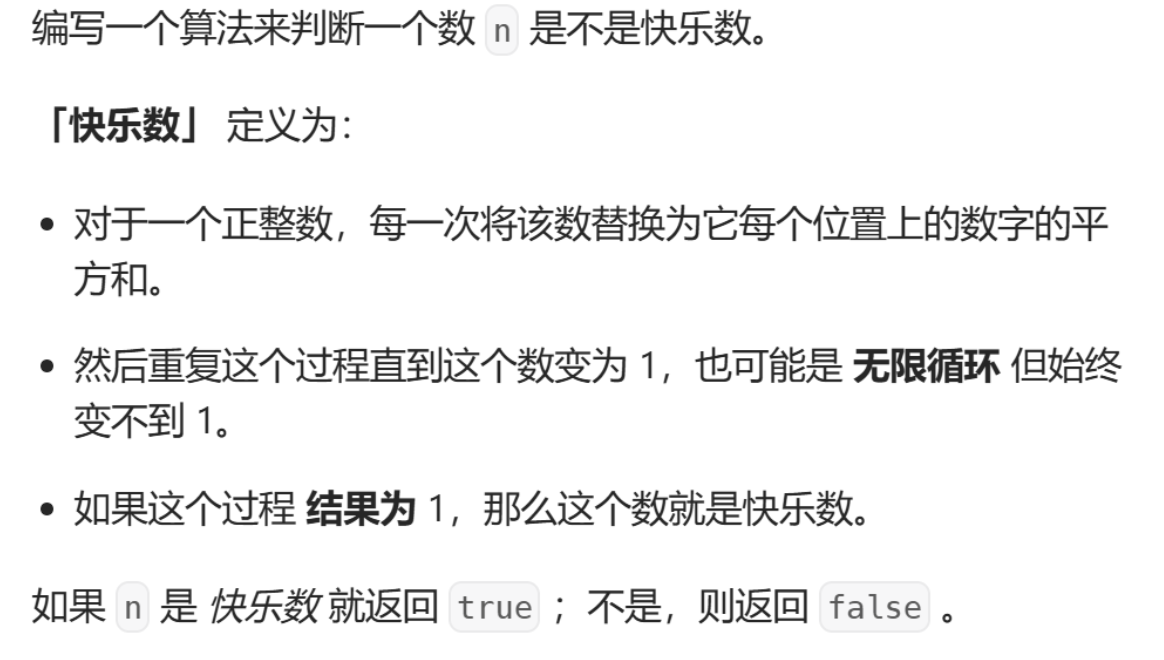 编写一个算法来判断一个数 n 是不是快乐数。
「快乐数」 定义为：
• 对于一个正整数，每一次将该数替换为它每个位置上的数字的平
方和。
• 然后重复这个过程直到这个数变为 1，也可能是 无限循环 但始终
变不到 1。
• 如果这个过程 结果为 1，那么这个数就是快乐数。
如果 n 是 快乐数 就返回 true ；不是，则返回 false 。